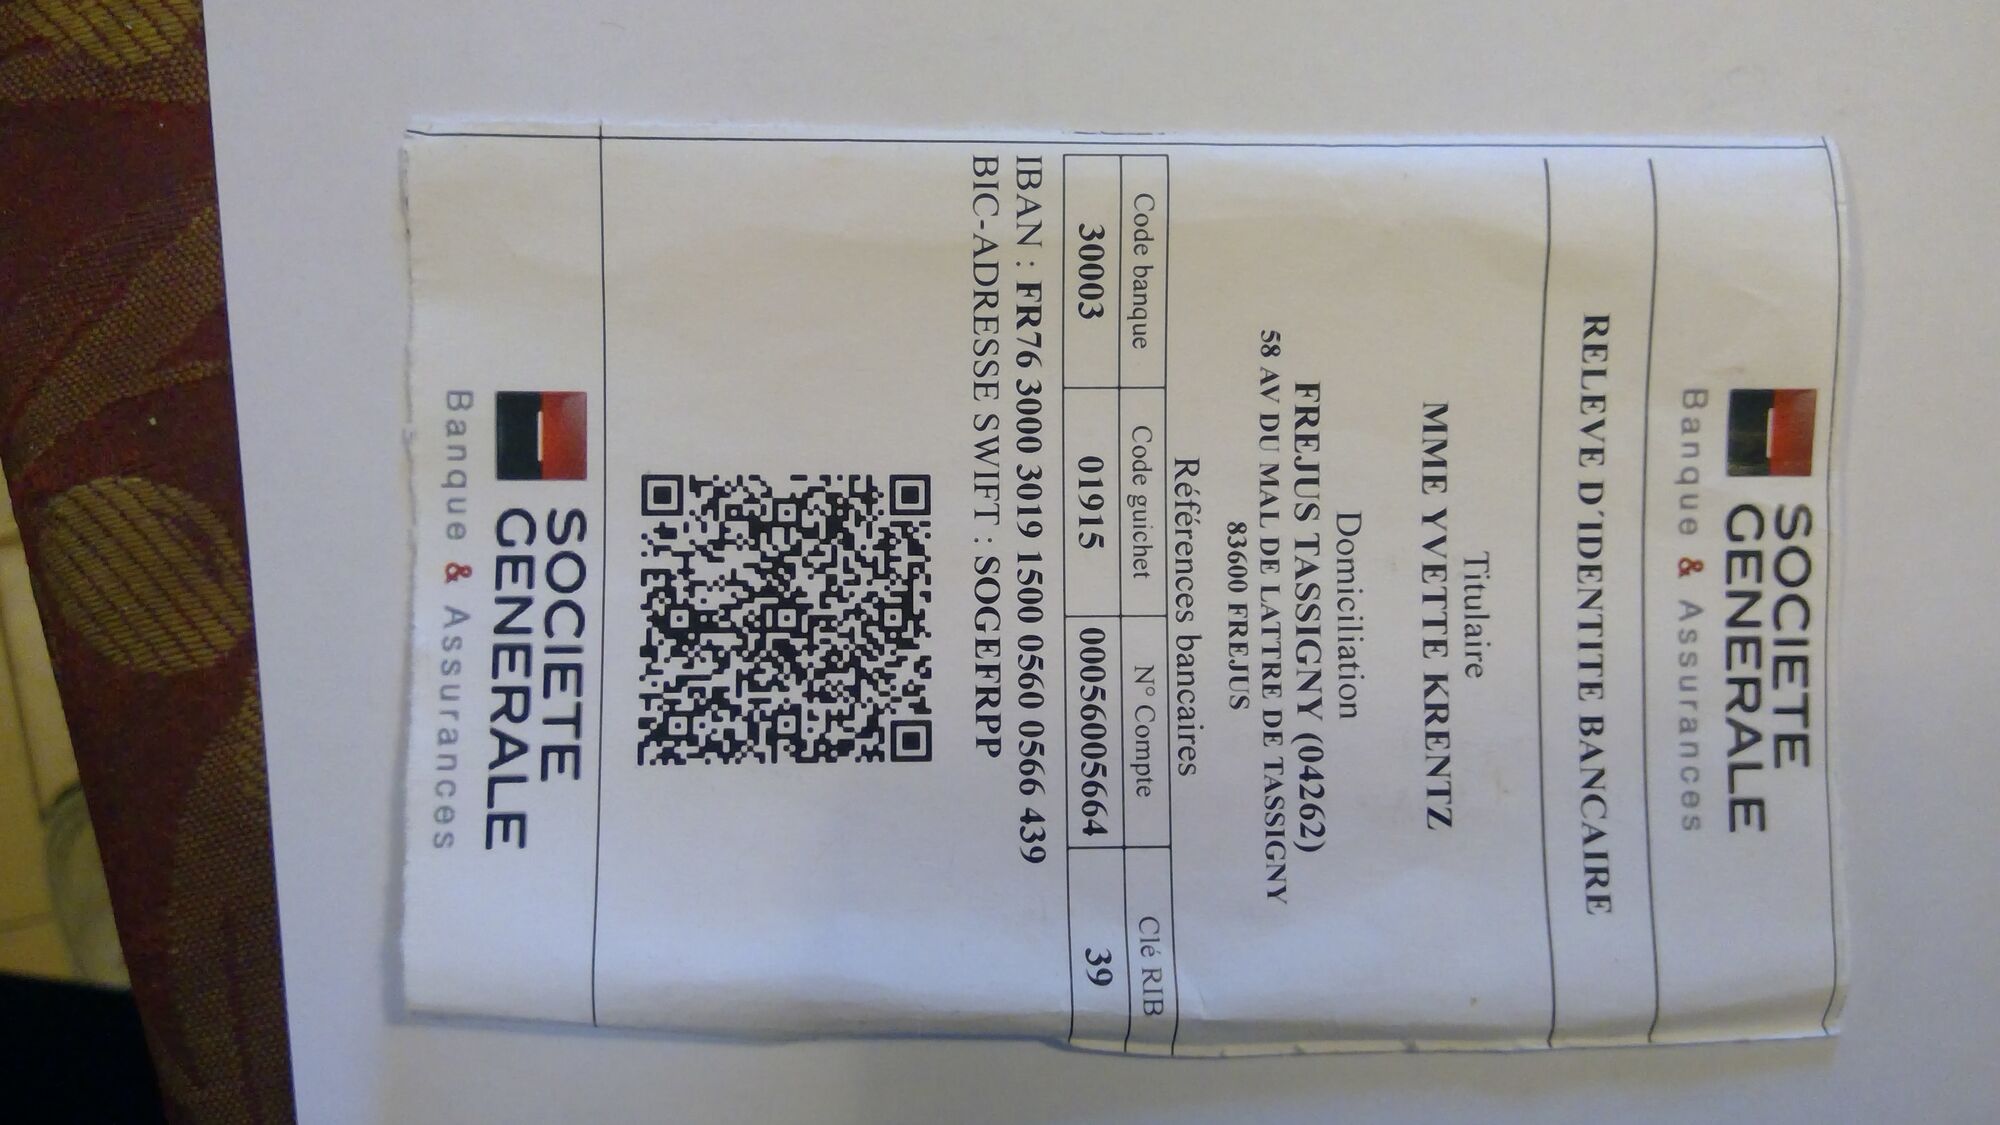 SOCIETE
GENERALE
Banque & Assurances
RELEVE D'IDENTITE BANCAIRE
Titulaire
MME YVETTE KRENTZ
Domiciliation
FREJUS TASSIGNY (04262)
58 AV DU MAL DE LATTRE DE TASSIGNY
83600 FREJUS
Références bancaires
Code banque Code guichet N° Compte Clé RIB
30003 01915 00056005664 39
IBAN : FR76 3000 3019 1500 0560 0566 439
BIC-ADRESSE SWIFT : SOGEFRPP
SOCIETE
GENERALE
Banque & Assurances